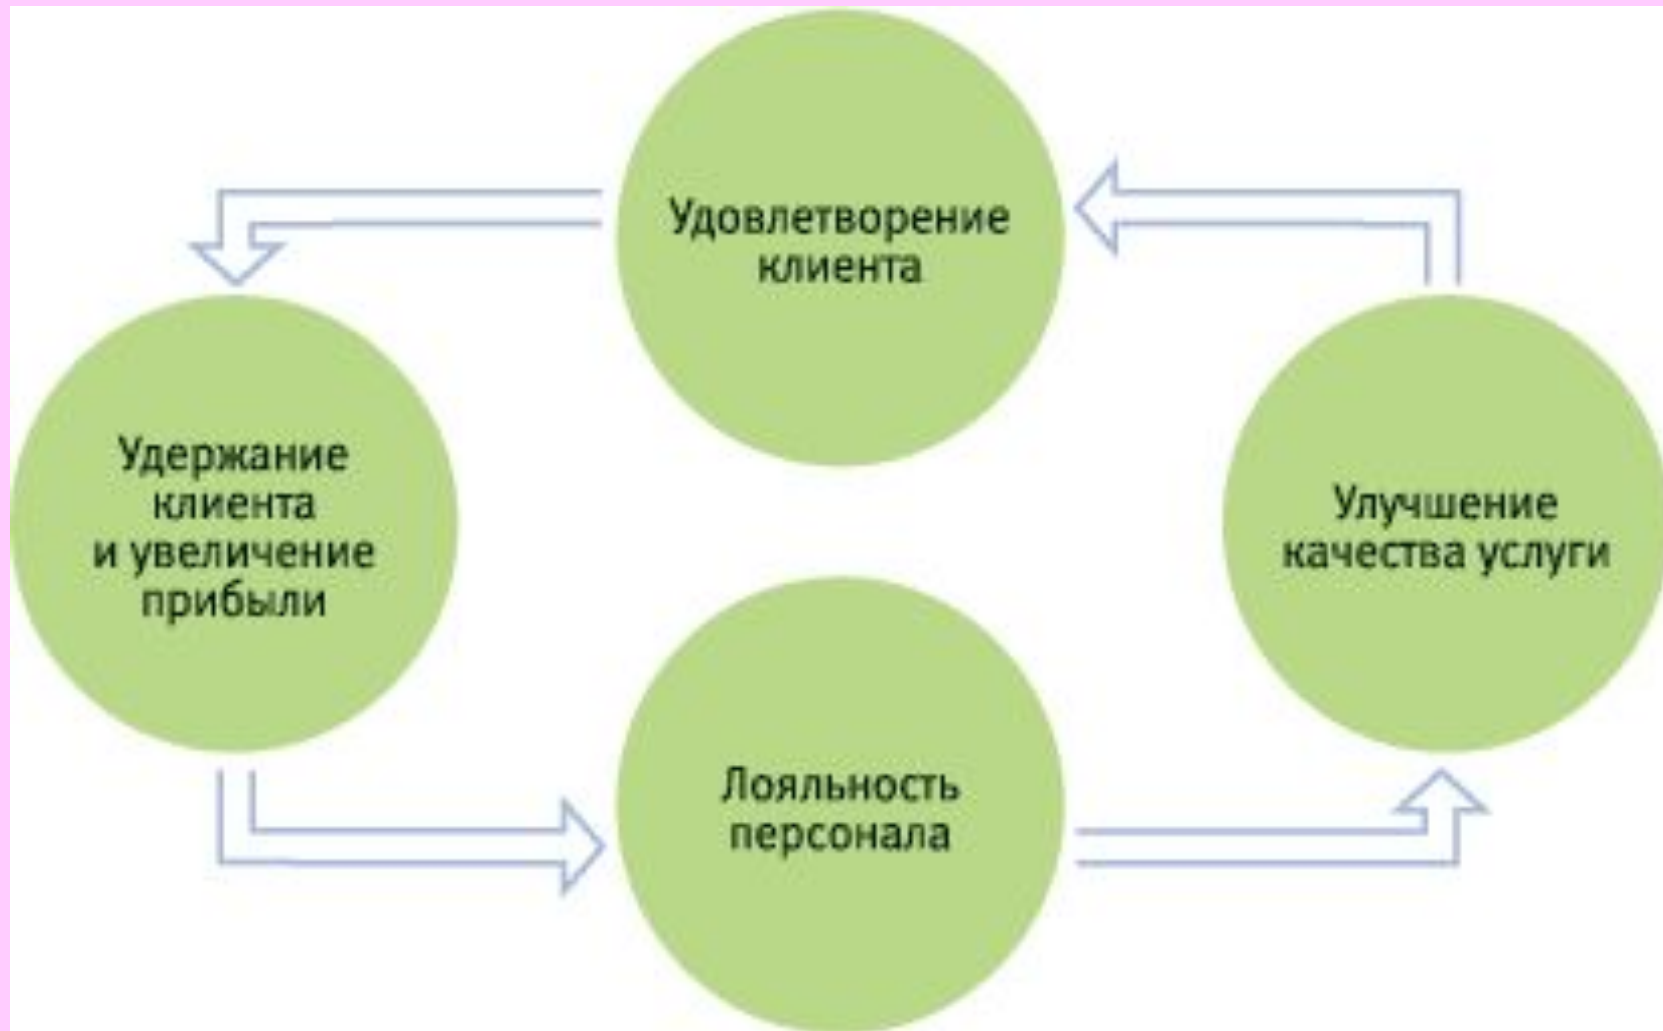 Удовлетворение
клиента
Удержание
клиента
и увеличение
прибыли
Улучшение
качества услуги
Лояльность
персонала